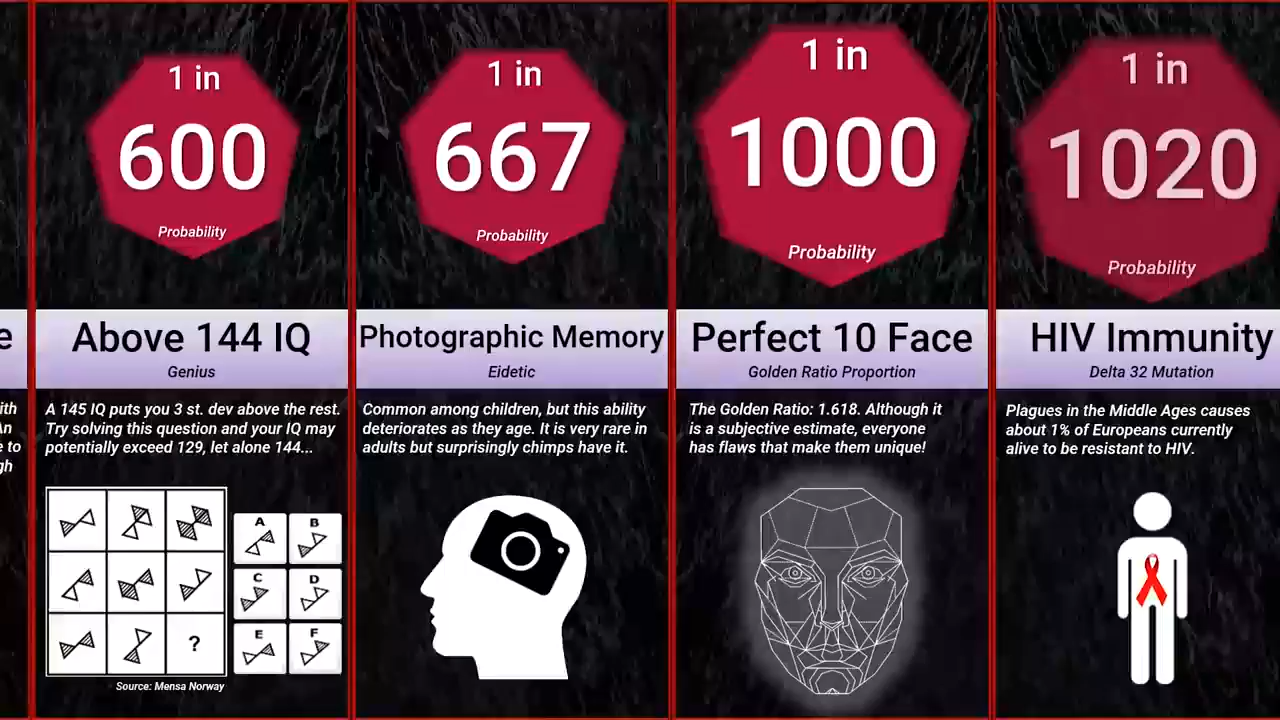 e
ith
An
e to
gh
1 in
600
Probability
Above 144 IQ
Genius
A 145 IQ puts you 3 st. dev above the rest.
Try solving this question and your IQ may
potentially exceed 129, let alone 144...
A
B
C
D
?
E
F
Source: Mensa Norway
1 in
667
Probability
Photographic Memory
Eidetic
Common among children, but this ability
deteriorates as they age. It is very rare in
adults but surprisingly chimps have it.
1 in
1000
Probability
Perfect 10 Face
Golden Ratio Proportion
The Golden Ratio: 1.618. Although it
is a subjective estimate, everyone
has flaws that make them unique!
1 in
1020
Probability
HIV Immunity
Delta 32 Mutation
Plagues in the Middle Ages causes
about 1% of Europeans currently
alive to be resistant to HIV.